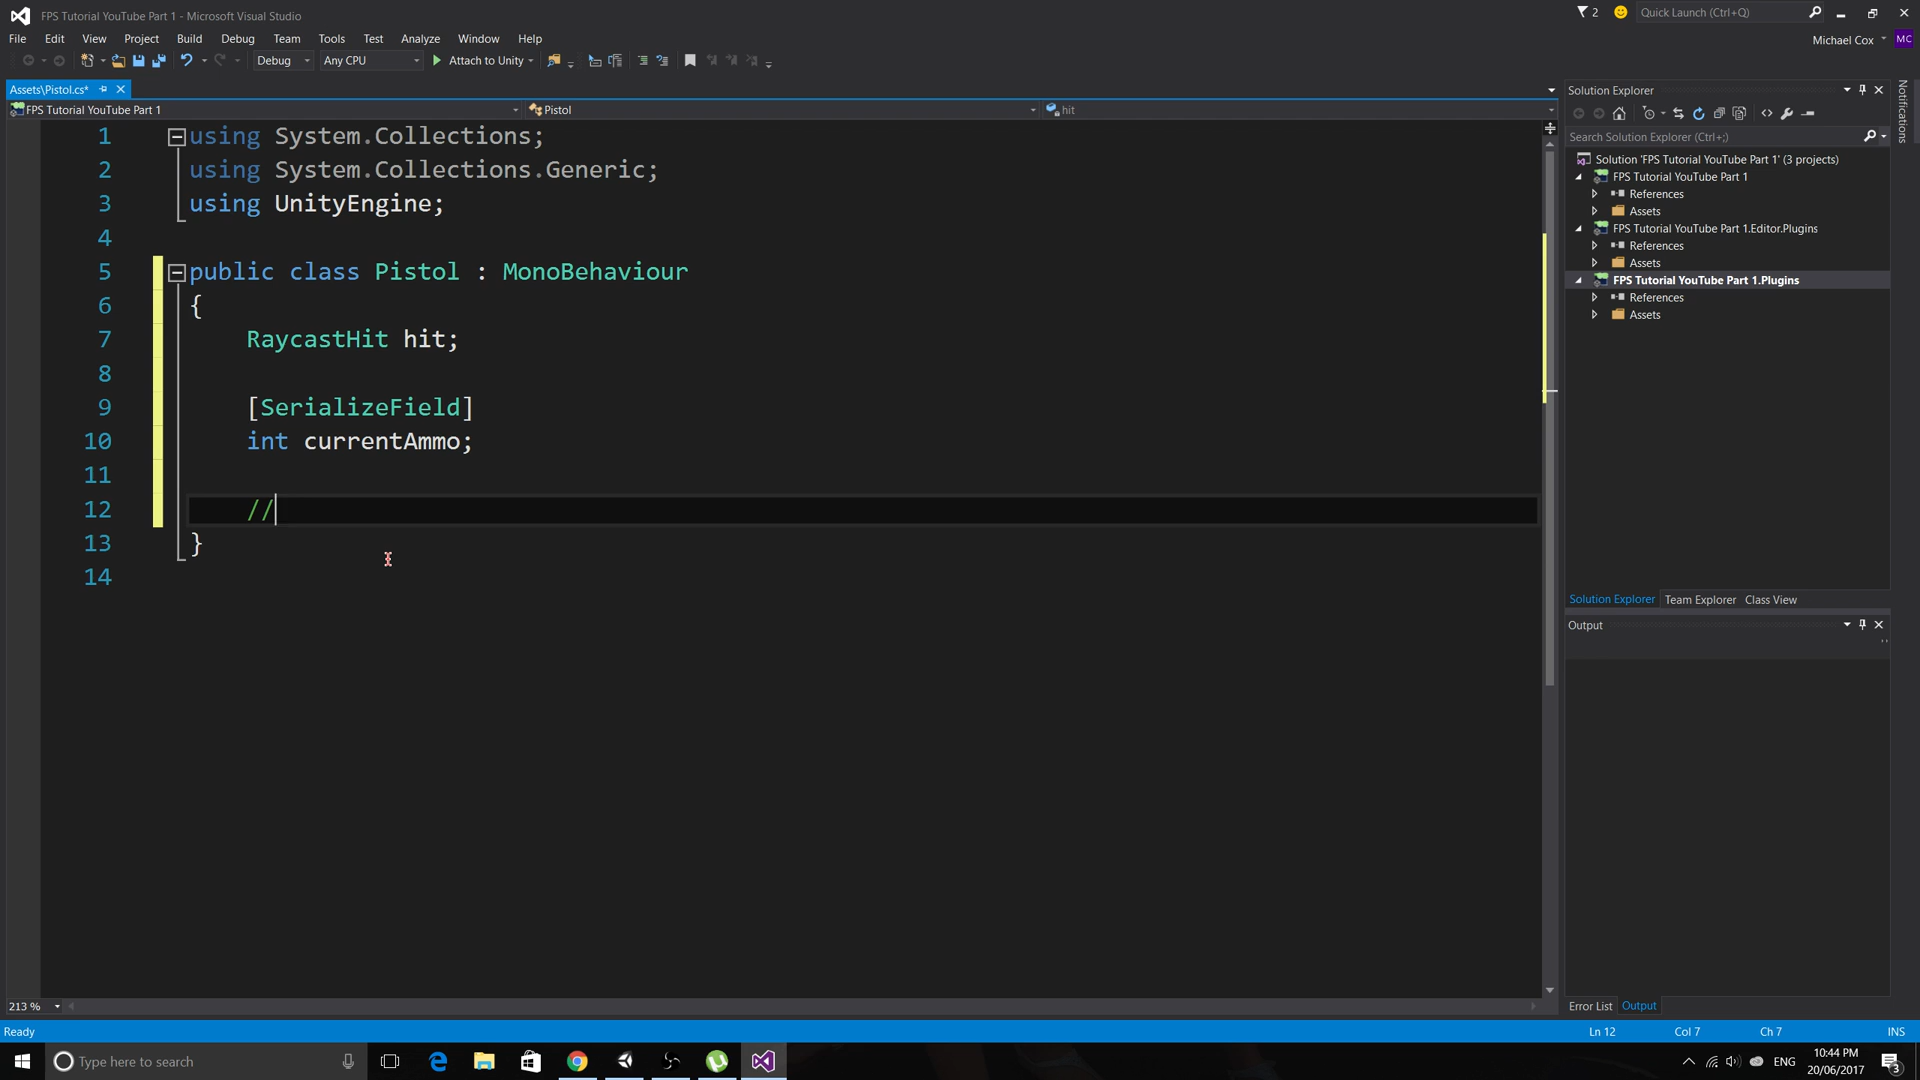 FPS Tutorial YouTube Part 1 - Microsoft Visual Studio
2
Quick Launch (Ctrl+Q)
File Edit View Project Build Debug Team Tools Test Analyze Window Help
Michael Cox MC
Debug Any CPU Attach to Unity
Assets\Pistol.cs*
FPS Tutorial YouTube Part 1 Pistol hit
1 using System.Collections;
2 using System.Collections.Generic;
3 using UnityEngine;
4
5 public class Pistol : MonoBehaviour
6 {
7 RaycastHit hit;
8
9 [SerializeField]
10 int currentAmmo;
11
12 //
13 }
14
Solution Explorer
Search Solution Explorer (Ctrl+;)
Solution 'FPS Tutorial YouTube Part 1' (3 projects)
FPS Tutorial YouTube Part 1
References
Assets
FPS Tutorial YouTube Part 1.Editor.Plugins
References
Assets
FPS Tutorial YouTube Part 1.Plugins
References
Assets
Solution Explorer Team Explorer Class View
Output
Error List Output
Notifications
213 %
Ready Ln 12 Col 7 Ch 7 INS
Type here to search
ENG
10:44 PM
20/06/2017
3